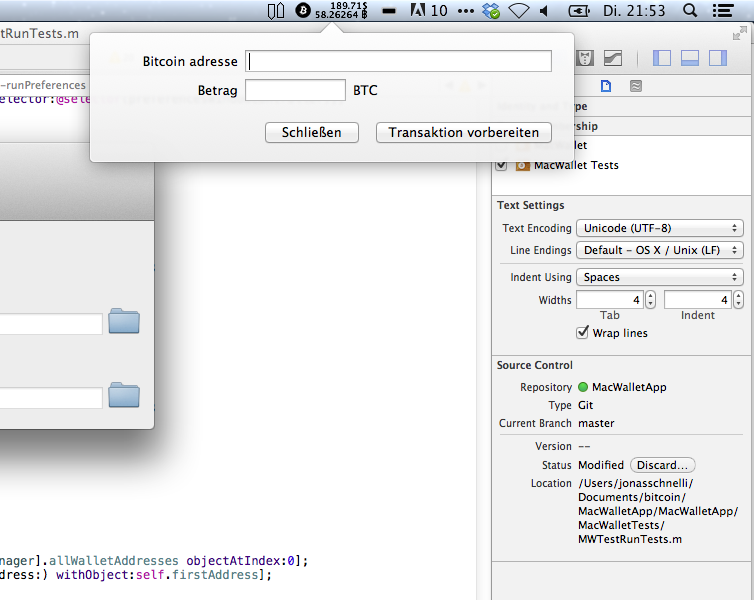 189.71$
58.26264 ฿
10
Di. 21:53
tRunTests.m
Bitcoin adresse
Betrag
BTC
Schließen
Transaktion vorbereiten
-runPreferences
elector:@sele
Type
rship
let
MacWallet Tests
Text Settings
Text Encoding
Unicode (UTF-8)
Line Endings
Default - OS X / Unix (LF)
Indent Using
Spaces
Widths
4
4
Tab
Indent
Wrap lines
Source Control
Repository
MacWalletApp
Type
Git
Current Branch
master
Version
--
Status
Modified
Discard...
Location
/Users/jonasschnelli/
Documents/bitcoin/
MacWalletApp/MacWalletApp/
MacWalletTests/
MWTestRunTests.m
nager].allWalletAddresses objectAtIndex:0];
dress:) withObject:self.firstAddress];